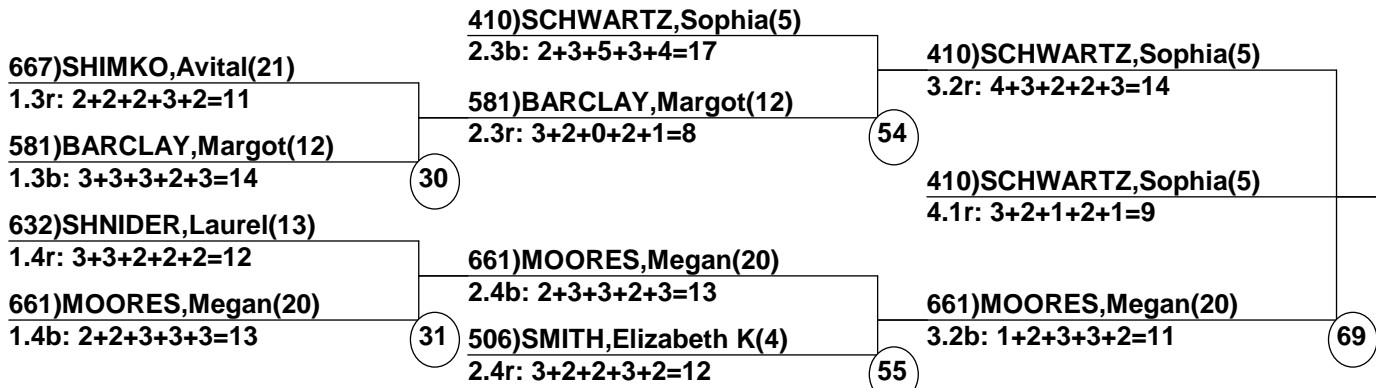 667)SHIMKO,Avital(21)
1.3r: 2+2+2+3+2=11
581)BARCLAY,Margot(12)
1.3b: 3+3+3+2+3=14
30
632)SHNIDER,Laurel(13)
1.4r: 3+3+2+2+2=12
661)MOORES,Megan(20)
1.4b: 2+2+3+3+3=13
31
410)SCHWARTZ,Sophia(5)
2.3b: 2+3+5+3+4=17
581)BARCLAY,Margot(12)
2.3r: 3+2+0+2+1=8
54
661)MOORES,Megan(20)
2.4b: 2+3+3+2+3=13
506)SMITH,Elizabeth K(4)
2.4r: 3+2+2+3+2=12
55
410)SCHWARTZ,Sophia(5)
3.2r: 4+3+2+2+3=14
410)SCHWARTZ,Sophia(5)
4.1r: 3+2+1+2+1=9
661)MOORES,Megan(20)
3.2b: 1+2+3+3+2=11
69